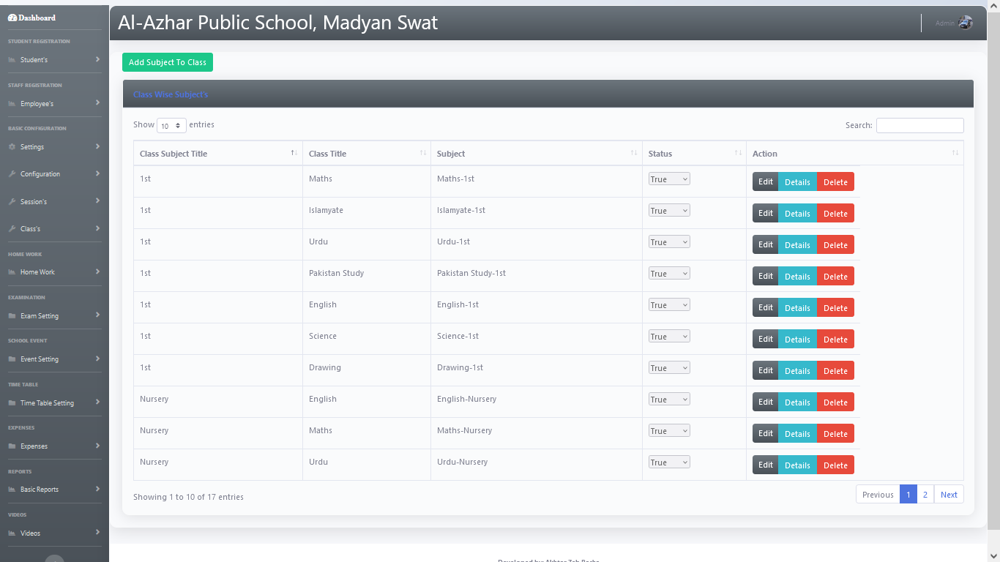 Dashboard
STUDENT REGISTRATION
Student's
STAFF REGISTRATION
Employee's
BASIC CONFIGURATION
Settings
Configuration
Session's
Class's
HOME WORK
Home Work
EXAMINATION
Exam Setting
SCHOOL EVENT
Event Setting
TIME TABLE
Time Table Setting
EXPENSES
Expenses
REPORTS
Basic Reports
VIDEOS
Videos
Al-Azhar Public School, Madyan Swat
Admin
Add Subject To Class
Class Wise Subject's
Show 10 entries Search:
Class Subject Title Class Title Subject Status Action
1st Maths Maths-1st True Edit Details Delete
1st Islamyate Islamyate-1st True Edit Details Delete
1st Urdu Urdu-1st True Edit Details Delete
1st Pakistan Study Pakistan Study-1st True Edit Details Delete
1st English English-1st True Edit Details Delete
1st Science Science-1st True Edit Details Delete
1st Drawing Drawing-1st True Edit Details Delete
Nursery English English-Nursery True Edit Details Delete
Nursery Maths Maths-Nursery True Edit Details Delete
Nursery Urdu Urdu-Nursery True Edit Details Delete
Showing 1 to 10 of 17 entries Previous 1 2 Next
Developed by: Akhtar Zeb